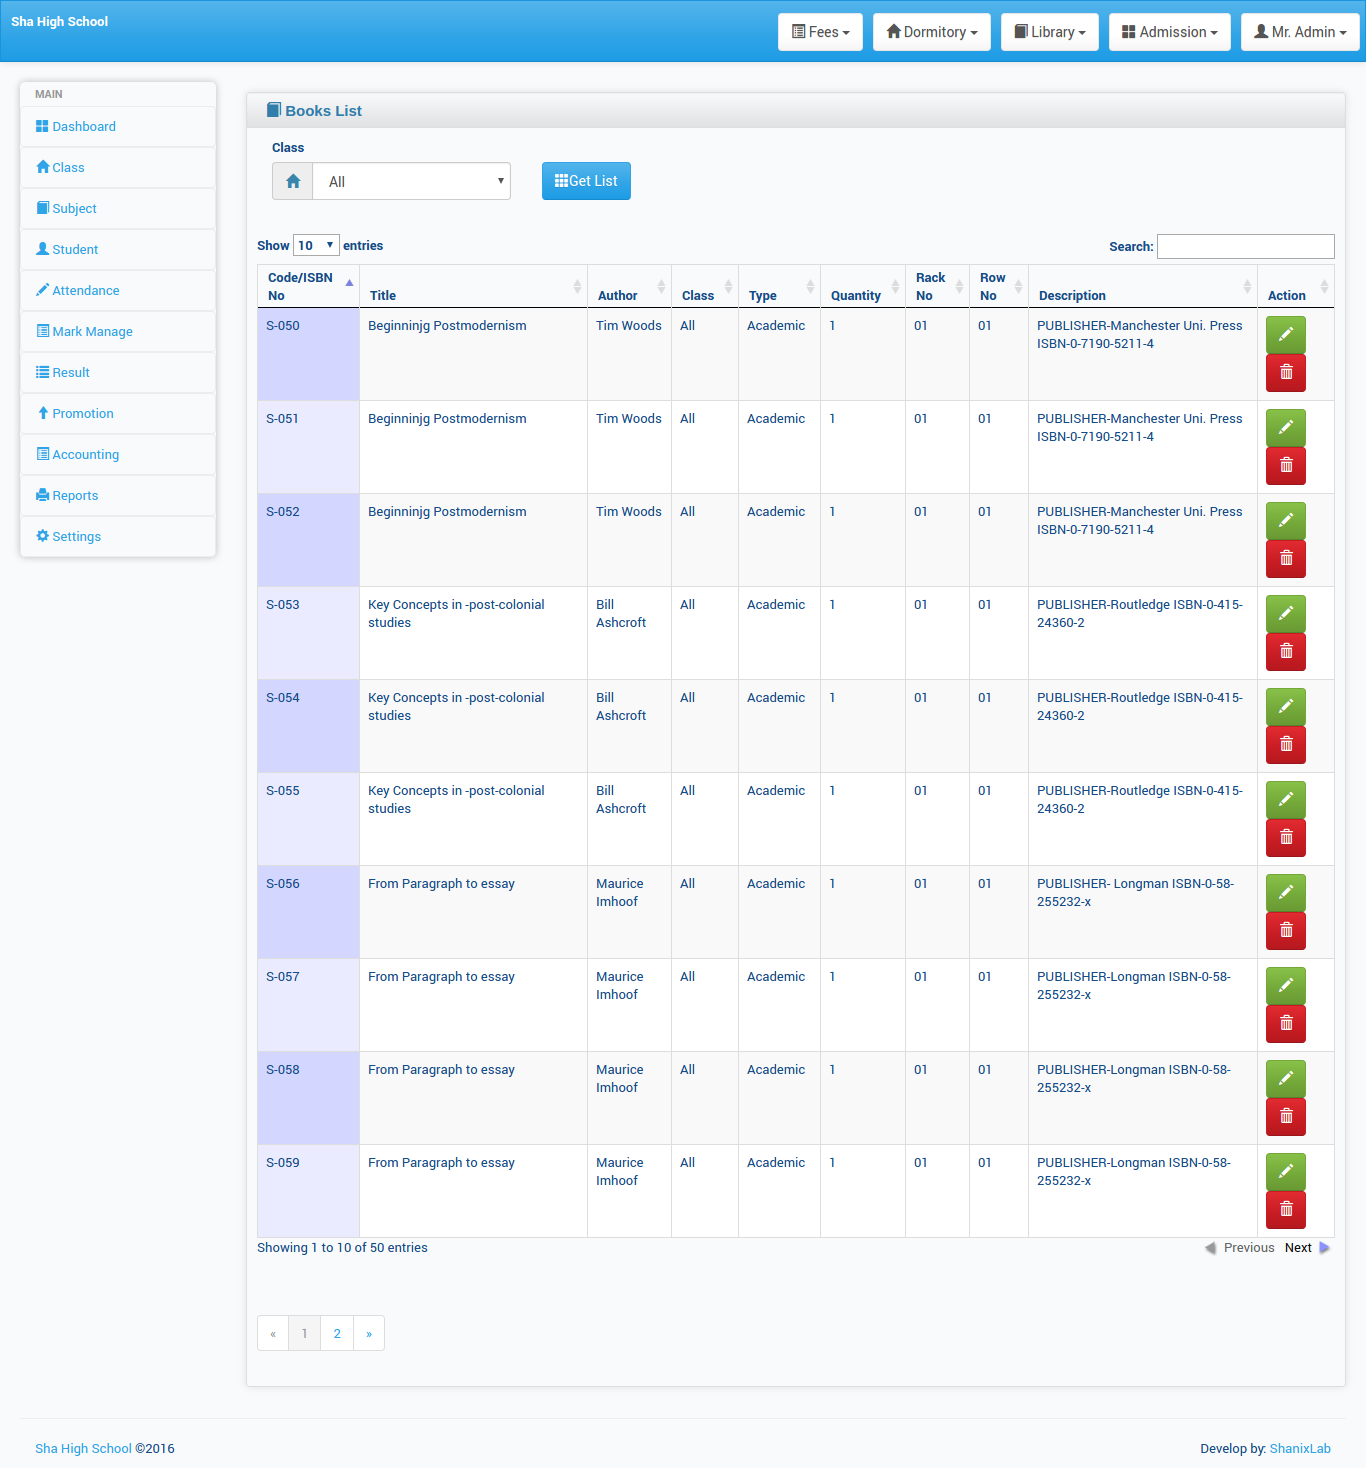 Sha High School
Fees
Dormitory
Library
Admission
Mr. Admin
MAIN
Dashboard
Class
Subject
Student
Attendance
Mark Manage
Result
Promotion
Accounting
Reports
Settings
Books List
Class
All
Get List
Show 10 entries
Search:
Code/ISBN No Title Author Class Type Quantity Rack No Row No Description Action
S-050 Beginninjg Postmodernism Tim Woods All Academic 1 01 01 PUBLISHER-Manchester Uni. Press
ISBN-0-7190-5211-4
S-051 Beginninjg Postmodernism Tim Woods All Academic 1 01 01 PUBLISHER-Manchester Uni. Press
ISBN-0-7190-5211-4
S-052 Beginninjg Postmodernism Tim Woods All Academic 1 01 01 PUBLISHER-Manchester Uni. Press
ISBN-0-7190-5211-4
S-053 Key Concepts in -post-colonial Bill All Academic 1 01 01 PUBLISHER-Routledge ISBN-0-415-
studies Ashcroft 24360-2
S-054 Key Concepts in -post-colonial Bill All Academic 1 01 01 PUBLISHER-Routledge ISBN-0-415-
studies Ashcroft 24360-2
S-055 Key Concepts in -post-colonial Bill All Academic 1 01 01 PUBLISHER-Routledge ISBN-0-415-
studies Ashcroft 24360-2
S-056 From Paragraph to essay Maurice All Academic 1 01 01 PUBLISHER- Longman ISBN-0-58-
Imhoof 255232-x
S-057 From Paragraph to essay Maurice All Academic 1 01 01 PUBLISHER-Longman ISBN-0-58-
Imhoof 255232-x
S-058 From Paragraph to essay Maurice All Academic 1 01 01 PUBLISHER-Longman ISBN-0-58-
Imhoof 255232-x
S-059 From Paragraph to essay Maurice All Academic 1 01 01 PUBLISHER-Longman ISBN-0-58-
Imhoof 255232-x
Showing 1 to 10 of 50 entries
Previous Next
« 1 2 »
Sha High School ©2016
Develop by: ShanixLab